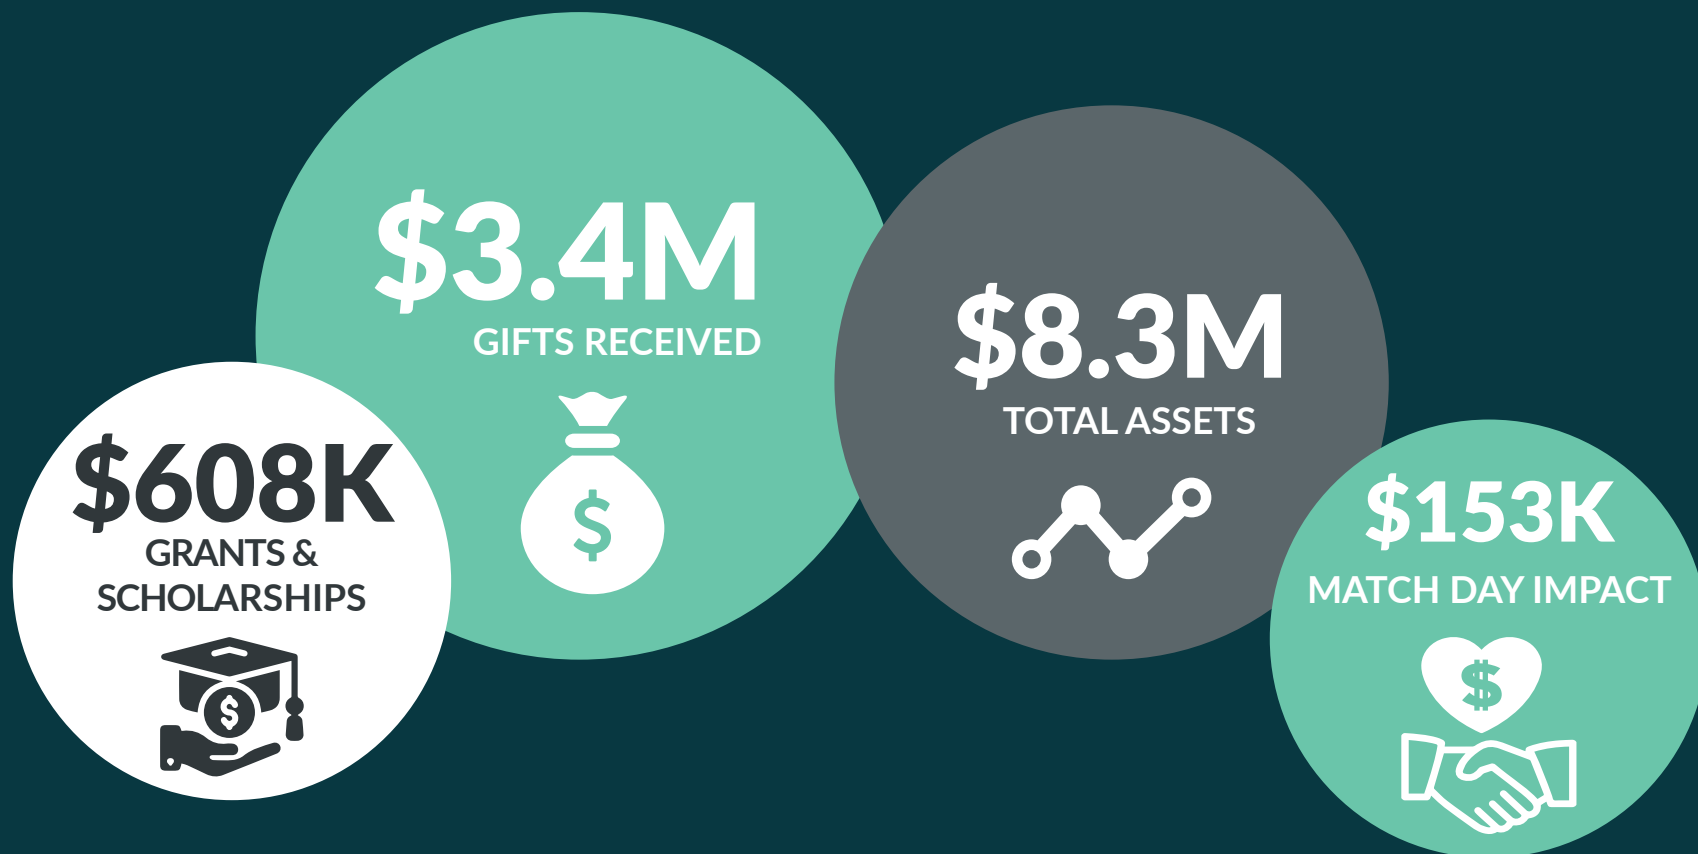 $3.4M
GIFTS RECEIVED
$
$8.3M
TOTAL ASSETS
$608K
GRANTS &
SCHOLARSHIPS
$
$153K
MATCH DAY IMPACT
$